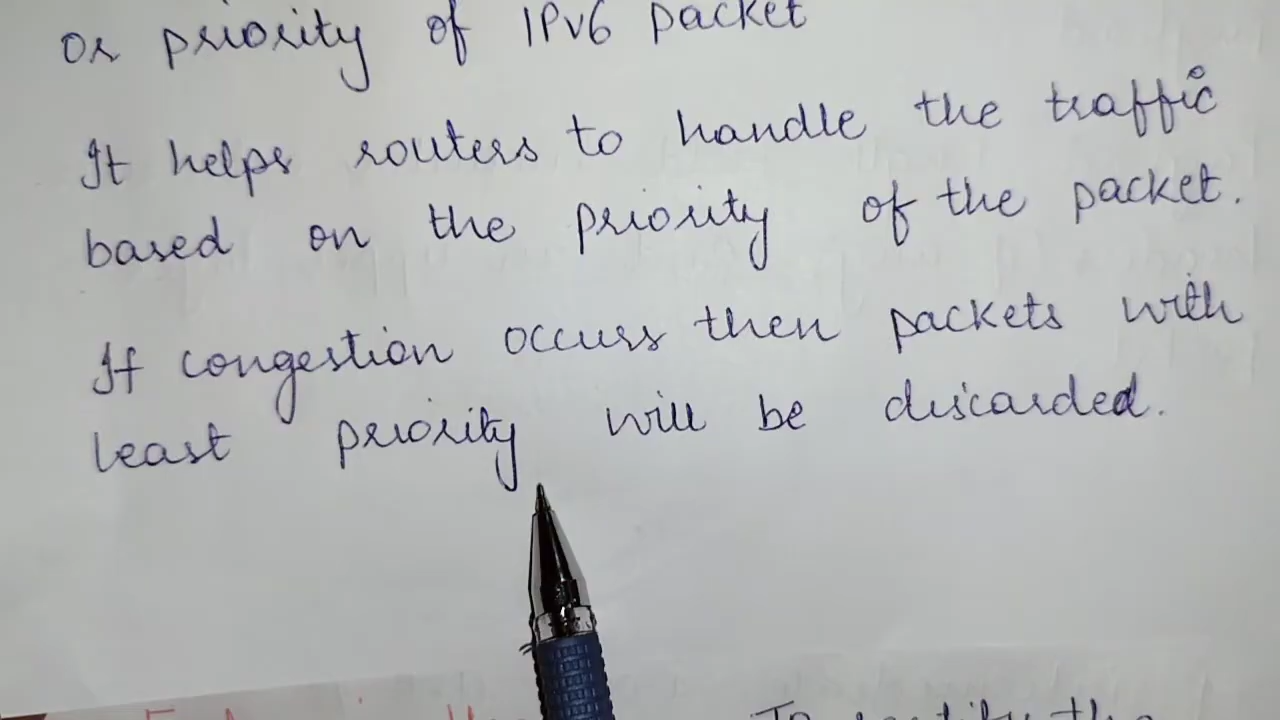 or priority of IPv6 packet
It helps routers to handle the traffic
based on the priority of the packet.
If congestion occurs then packets with
least priority will be discarded.